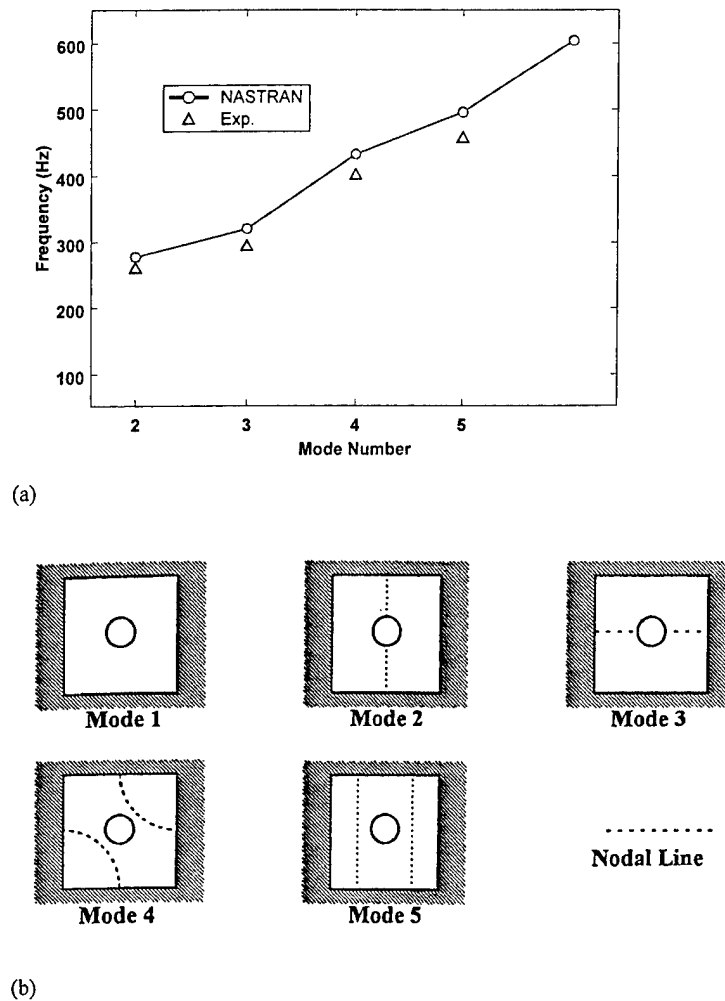 600
500
400
300
200
100
Frequency (Hz)
NASTRAN
Exp.
2 3 4 5
Mode Number
(a)
Mode 1 Mode 2 Mode 3
Mode 4 Mode 5 Nodal Line
(b)